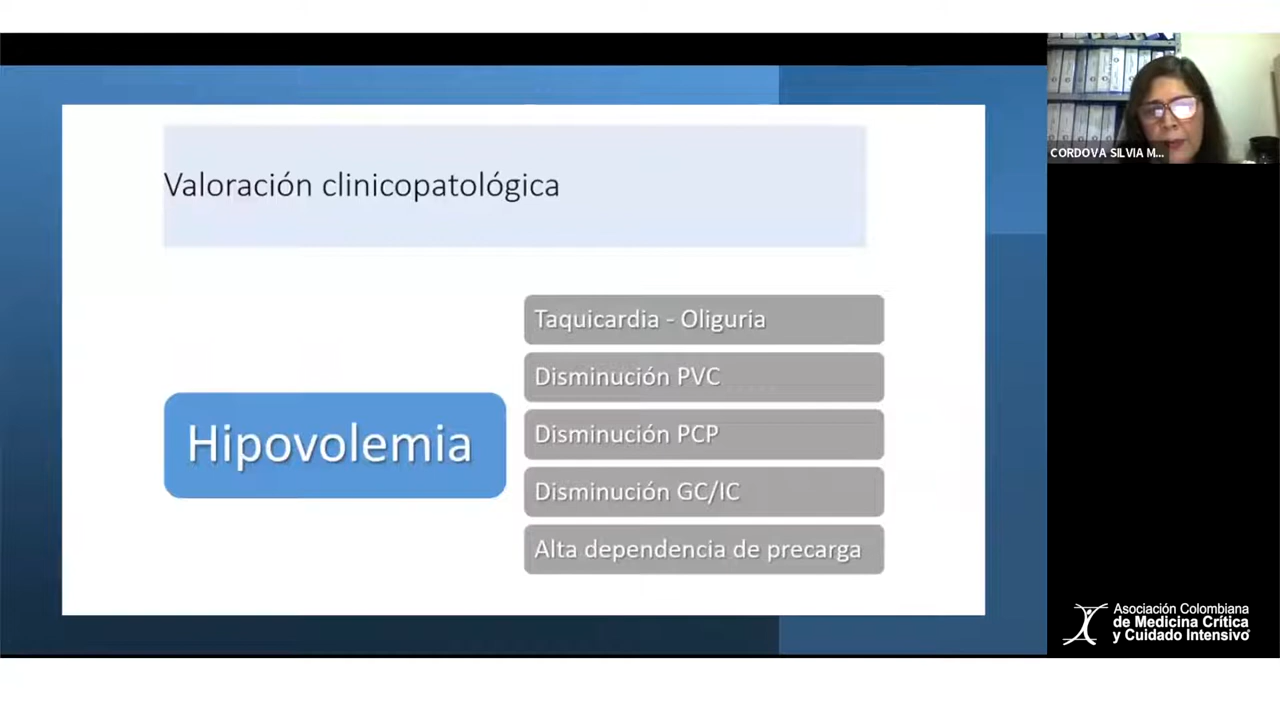 Valoración clinicopatológica
Hipovolemia
Taquicardia - Oliguria
Disminución PVC
Disminución PCP
Disminución GC/IC
Alta dependencia de precarga
CORDOVA SILVIA M...
Asociación Colombiana
de Medicina Crítica
y Cuidado Intensivo